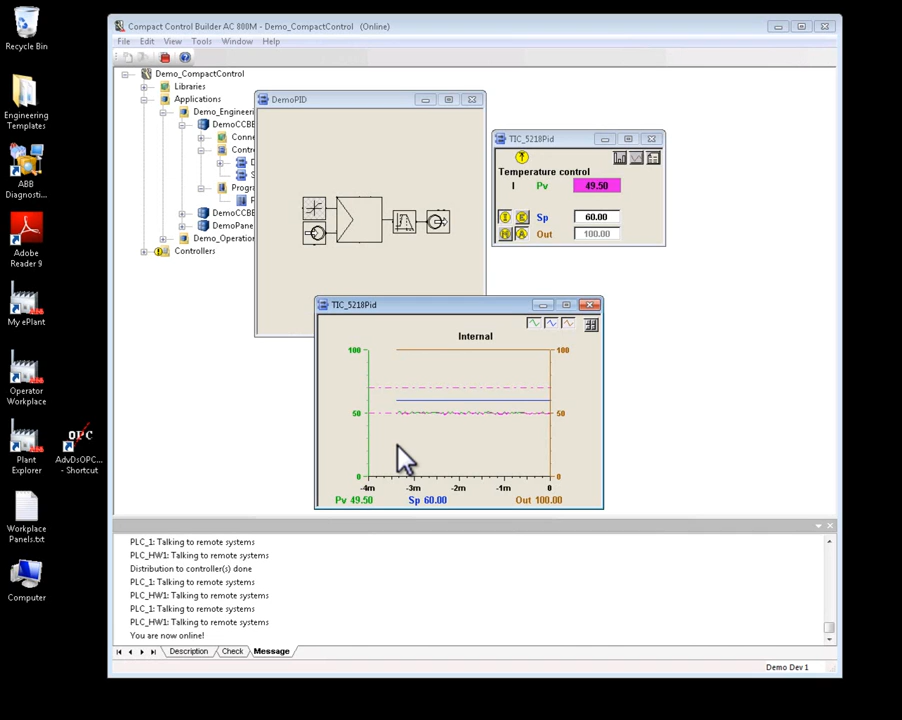 Recycle Bin
Engineering
Templates
ABB
Diagnosti...
Adobe
Reader 9
My ePlant
Operator
Workplace
Plant
Explorer
OPC
AdvDsOPC...
- Shortcut
Workplace
Panels.txt
Computer
Compact Control Builder AC 800M - Demo_CompactControl   (Online)
File Edit View Tools Window Help
Demo_CompactControl
Libraries
Applications
Demo_Engineeri
DemoCCBE
Conne
Contr
Progr
DemoCCB
DemoPane
Demo_Operatio
Controllers
DemoPID
TIC_5218Pid
Temperature control
I Pv 49.50
I E Sp 60.00
M A Out 100.00
TIC_5218Pid
Internal
100 100
50 50
0 0
-4m -3m -2m -1m 0
Pv 49.50 Sp 60.00 Out 100.00
PLC_1: Talking to remote systems
PLC_HW1: Talking to remote systems
Distribution to controller(s) done
PLC_1: Talking to remote systems
PLC_HW1: Talking to remote systems
PLC_1: Talking to remote systems
PLC_HW1: Talking to remote systems
You are now online!
Description Check Message
Demo Dev 1